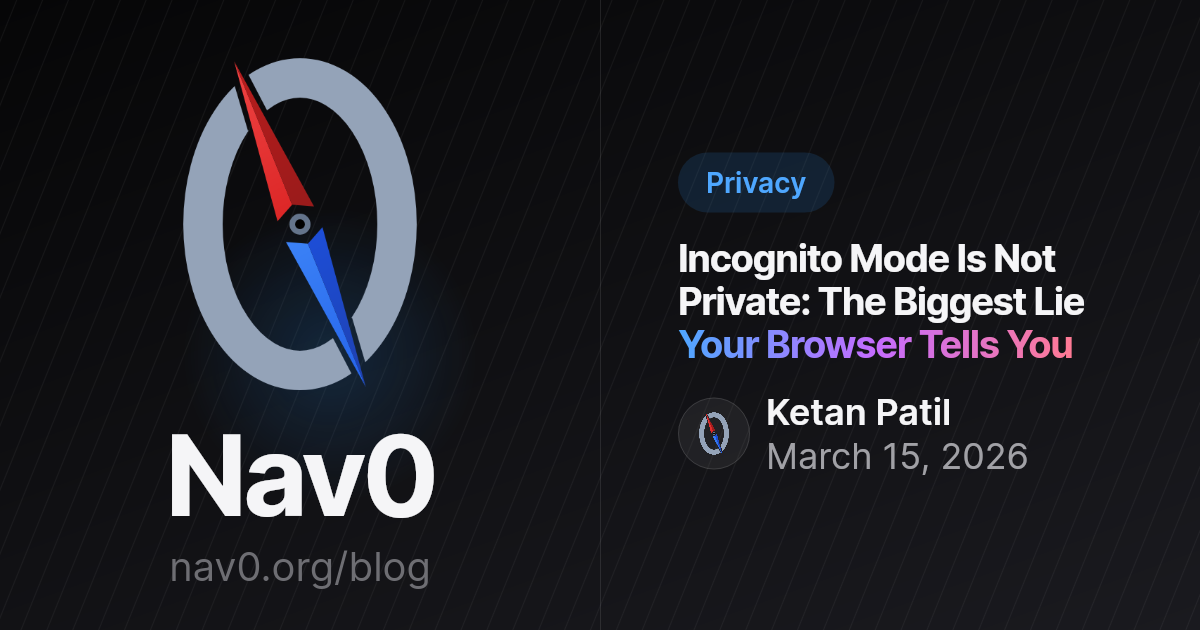 Nav0
nav0.org/blog
Privacy
Incognito Mode Is Not
Private: The Biggest Lie
Your Browser Tells You
Ketan Patil
March 15, 2026